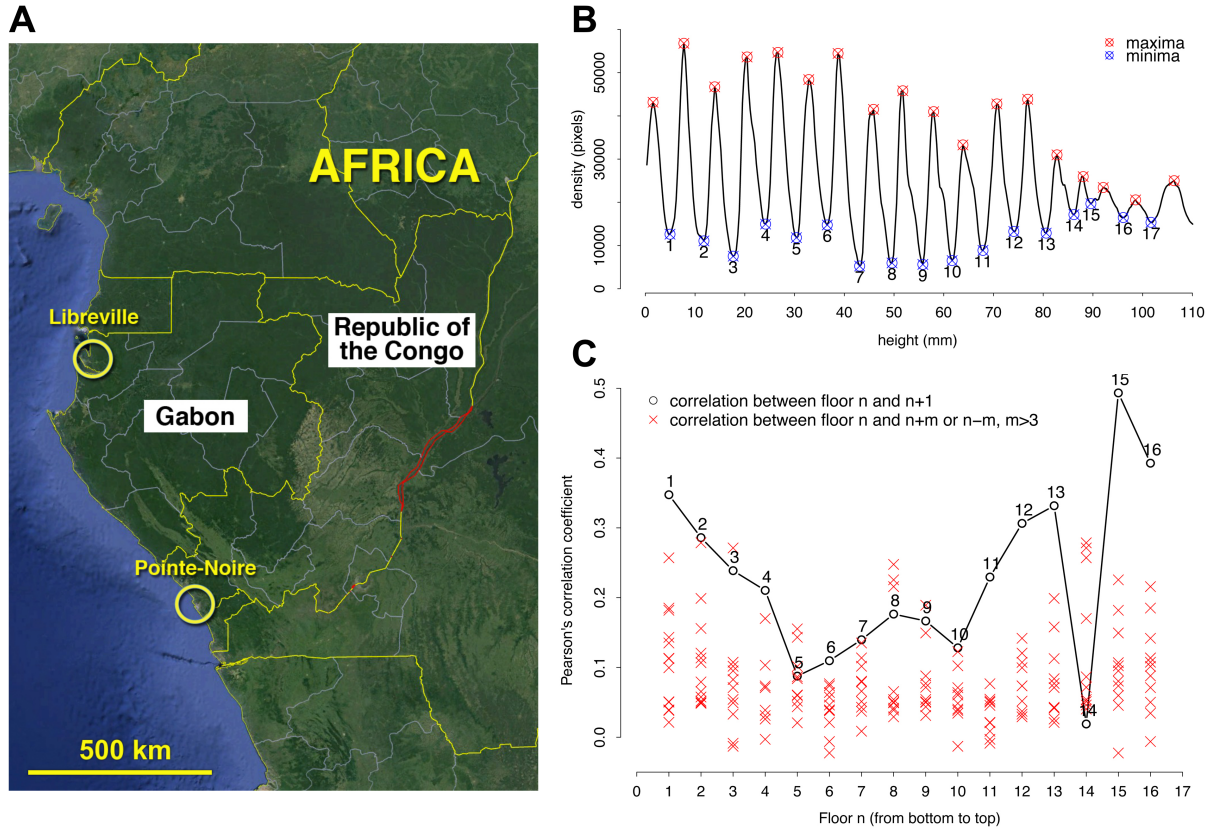 A
AFRICA
Libreville
Republic of
the Congo
Gabon
Pointe-Noire
500 km
B
maxima
minima
density (pixels)
50000
30000
10000
0
1
2
3
4
5
6
7
8
9
10
11
12
13
14
15
16
17
0 10 20 30 40 50 60 70 80 90 100 110
height (mm)
C
correlation between floor n and n+1
correlation between floor n and n+m or n−m, m>3
Pearson's correlation coefficient
0.5
0.4
0.3
0.2
0.1
0.0
1
2
3
4
5
6
7
8
9
10
11
12
13
14
15
16
0 1 2 3 4 5 6 7 8 9 10 11 12 13 14 15 16 17
Floor n (from bottom to top)